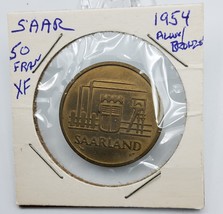 SAAR
50
FRAN
XF
1954
ALUM/
BRONZE
SAARLAND